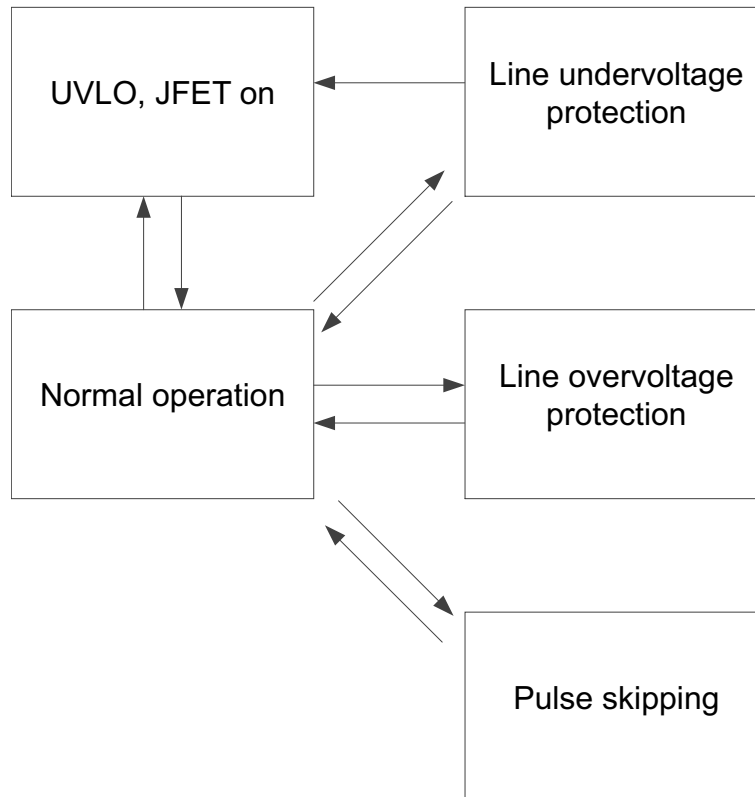 UVLO, JFET on
Line undervoltage
protection
Normal operation
Line overvoltage
protection
Pulse skipping